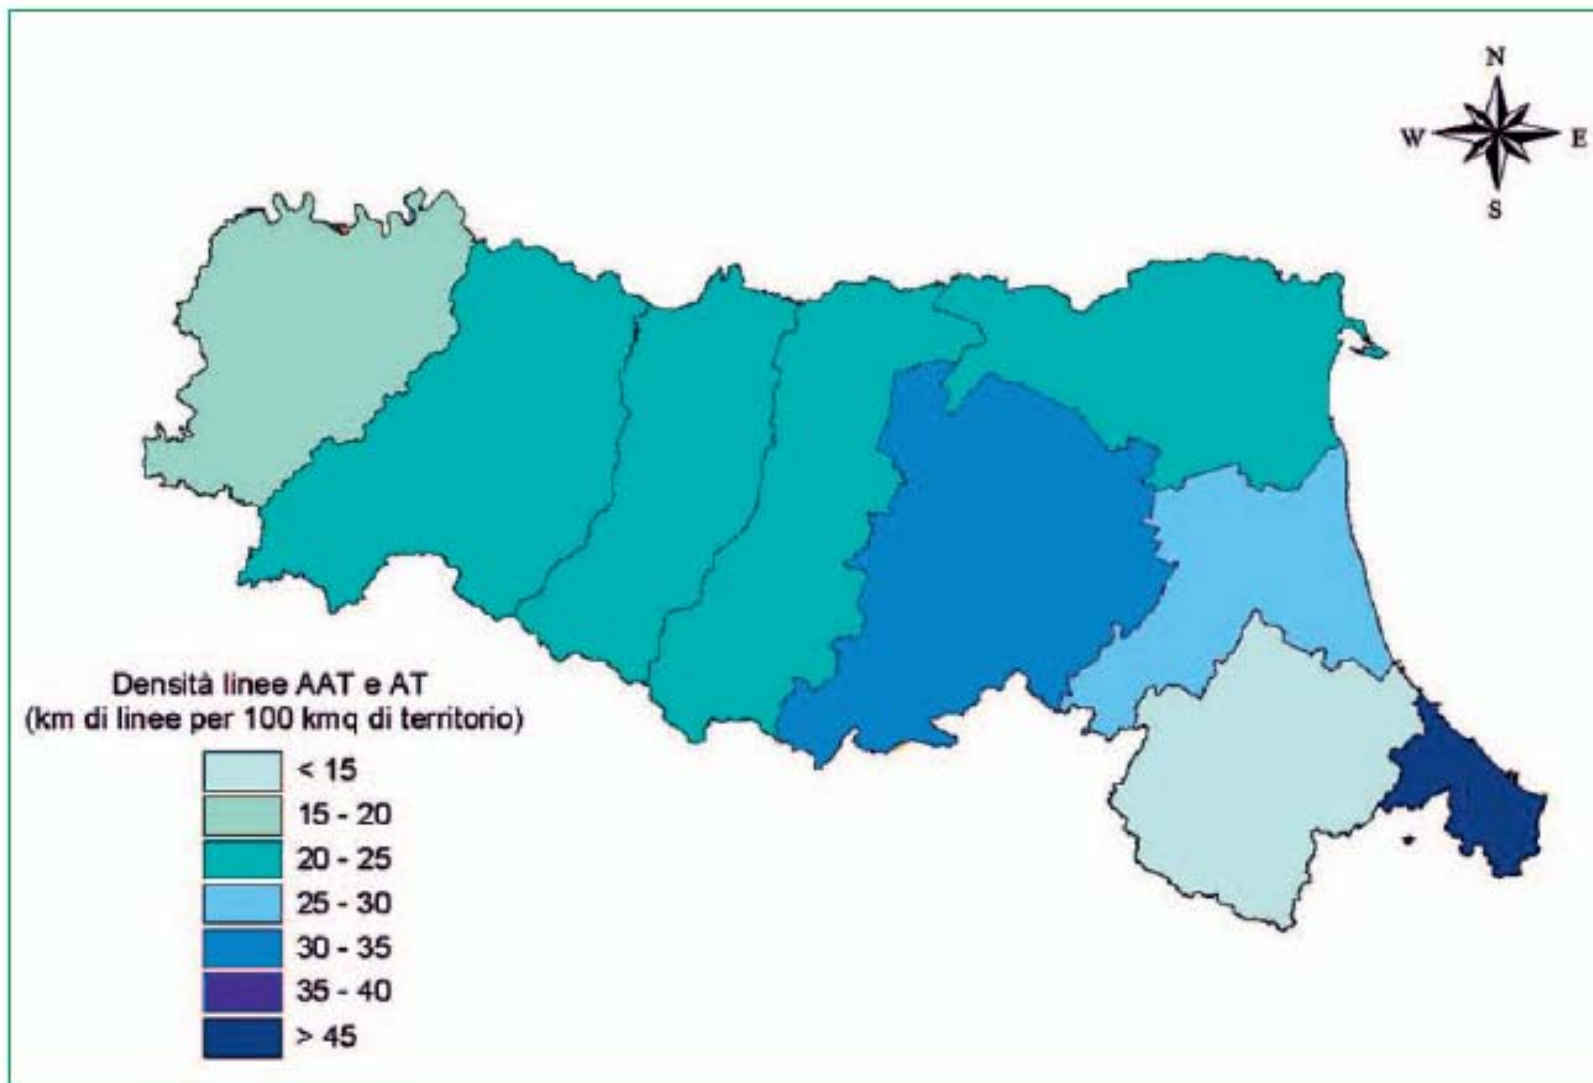 N
W E
S
Densità linee AAT e AT
(km di linee per 100 kmq di territorio)
< 15
15 - 20
20 - 25
25 - 30
30 - 35
35 - 40
> 45